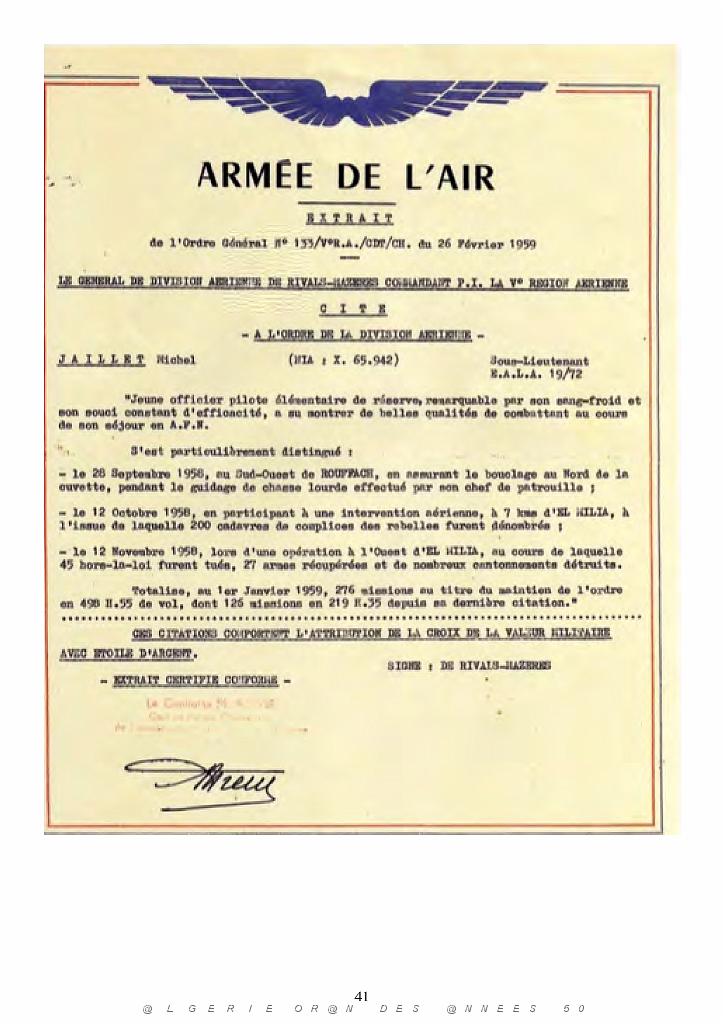 ARMÉE DE L'AIR
EXTRAIT
de l'Ordre Général N° 133/V°R.A./CDT/CH. du 26 Février 1959
LE GENERAL DE DIVISION AERIENNE DE RIVALS-MAZERES COMMANDANT P.I. LA V° REGION AERIENNE
CITE
- A L'ORDRE DE LA DIVISION AERIENNE -
JAILLET Michel (MIA : X. 65.942) Sous-Lieutenant
E.A.L.A. 19/72
"Jeune officier pilote élémentaire de réserve, remarquable par son sang-froid et
son souci constant d'efficacité, a su montrer de belles qualités de combattant au cours
de son séjour en A.F.N.
S'est particulièrement distingué :
- le 28 Septembre 1958, au Sud-Ouest de ROUFFACH, en assurant le bouclage au Nord de la
cuvette, pendant le guidage de chasse lourde effectué par son chef de patrouille ;
- le 12 Octobre 1958, en participant à une intervention aérienne, à 7 kms d'EL MILIA, à
l'issue de laquelle 200 cadavres de complices des rebelles furent dénombrés ;
- le 12 Novembre 1958, lors d'une opération à l'Ouest d'EL MILIA, au cours de laquelle
45 hors-la-loi furent tués, 27 armes récupérées et de nombreux cantonnements détruits.
Totalise, au 1er Janvier 1959, 276 missions au titre du maintien de l'ordre
en 498 H.55 de vol, dont 126 missions en 219 H.35 depuis sa dernière citation."
CES CITATIONS COMPORTENT L'ATTRIBUTION DE LA CROIX DE LA VALEUR MILITAIRE
AVEC ETOILE D'ARGENT.
SIGNE : DE RIVALS-MAZERES
- EXTRAIT CERTIFIE CONFORME -
41
@LGERIE OR@N DES @NNEES 50